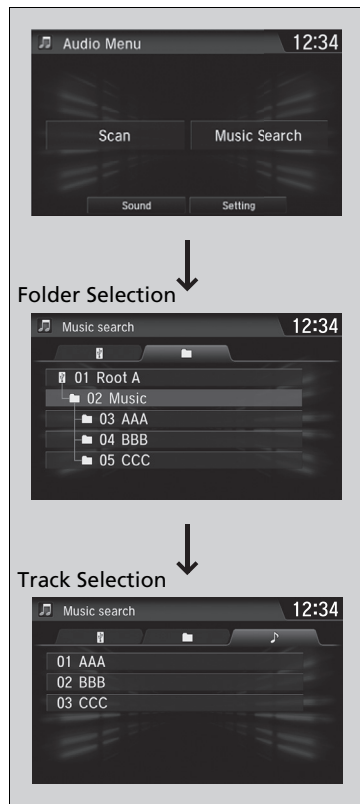 Audio Menu 12:34
Scan Music Search
Sound Setting
Folder Selection
Music search 12:34
01 Root A
02 Music
03 AAA
04 BBB
05 CCC
Track Selection
Music search 12:34
01 AAA
02 BBB
03 CCC